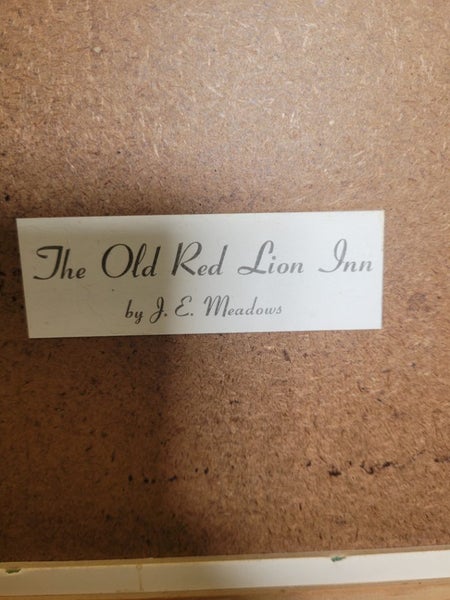 The Old Red Lion Inn
by J. E. Meadows